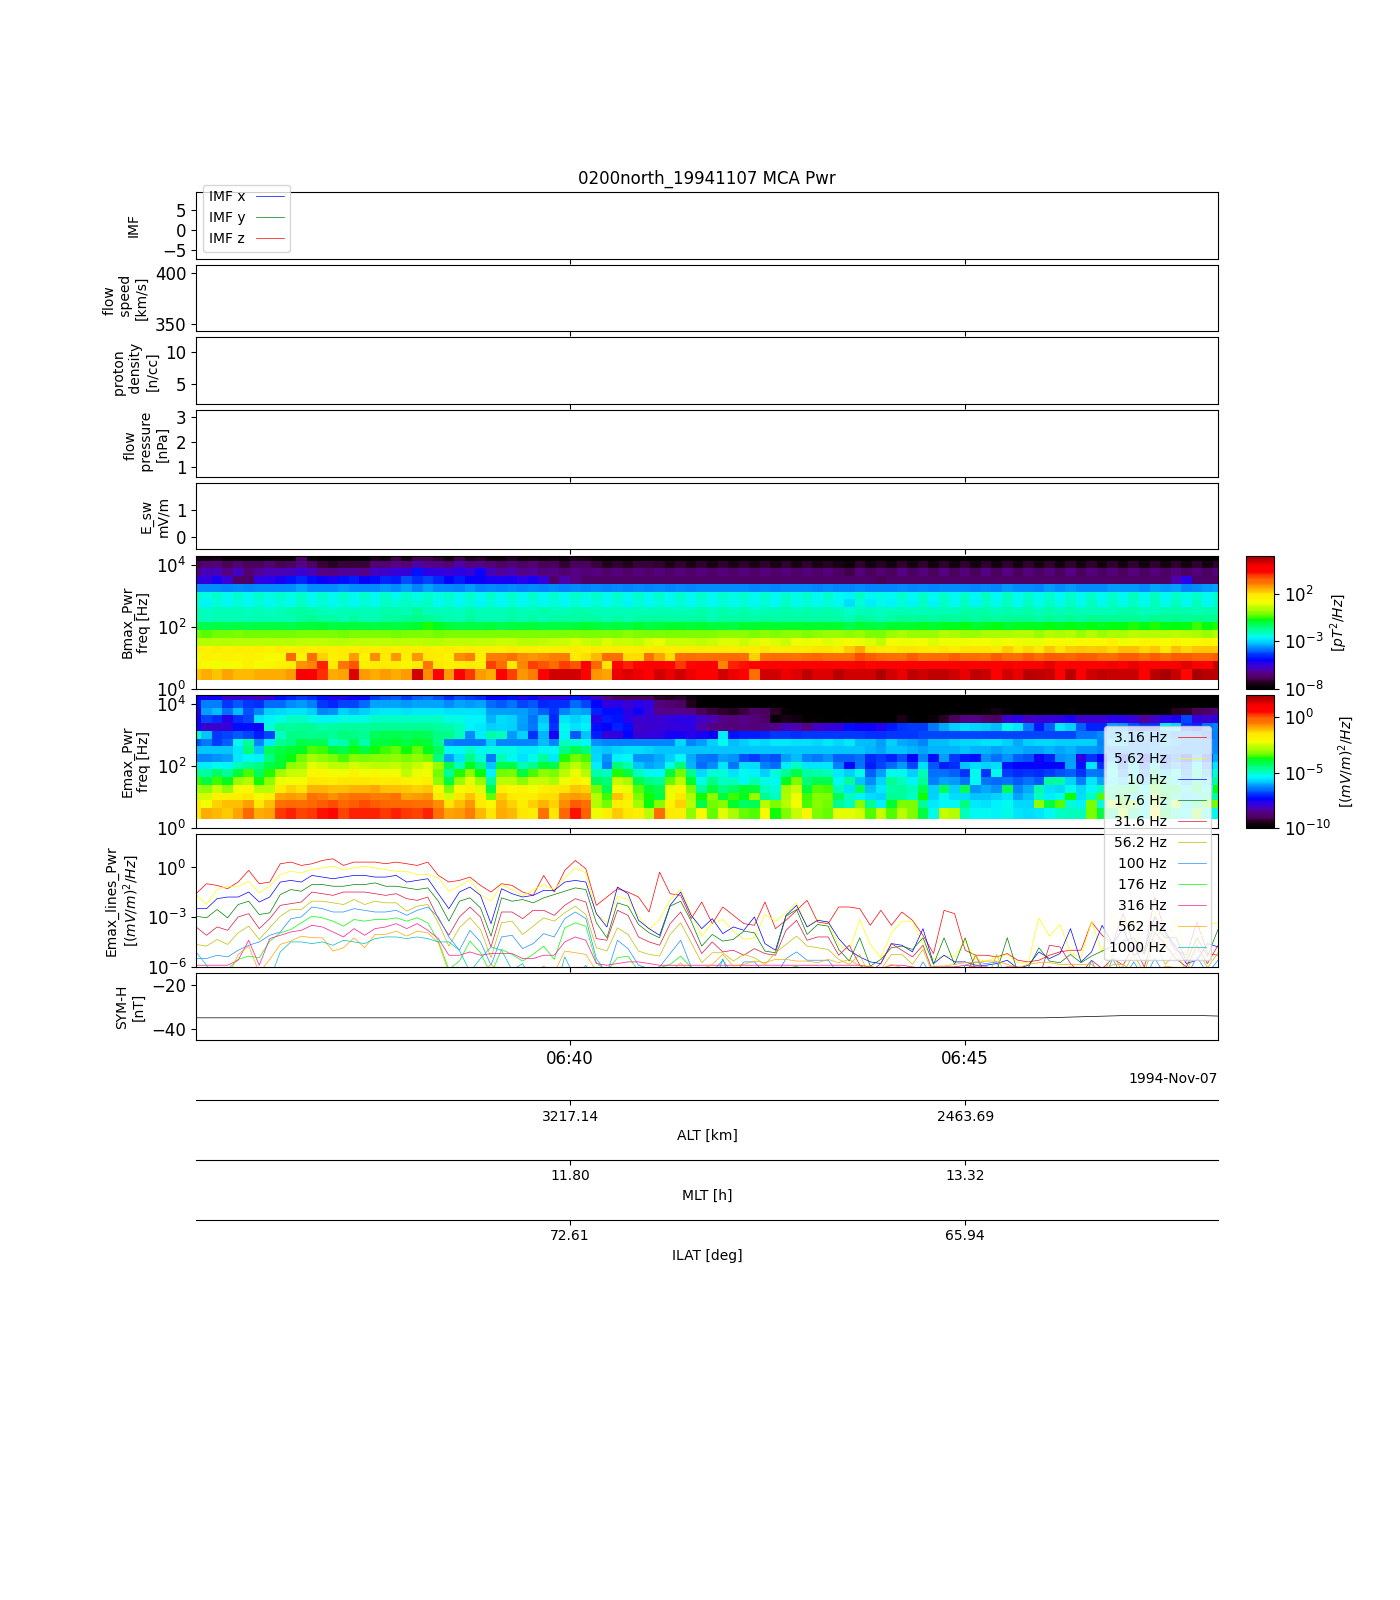 0200north_19941107 MCA Pwr
IMF x
IMF y
IMF z
5
0
−5
IMF
400
350
flow
speed
[km/s]
10
5
proton
density
[n/cc]
3
2
1
flow
pressure
[nPa]
1
0
E_sw
mV/m
10^4
10^2
10^0
Bmax_Pwr
freq [Hz]
10^2
10^−3
10^−8
[pT^2/Hz]
10^4
10^2
10^0
Emax_Pwr
freq [Hz]
10^0
10^−5
10^−10
[(mV/m)^2/Hz]
3.16 Hz
5.62 Hz
10 Hz
17.6 Hz
31.6 Hz
56.2 Hz
100 Hz
176 Hz
316 Hz
562 Hz
1000 Hz
10^0
10^−3
10^−6
Emax_lines_Pwr
[(mV/m)^2/Hz]
−20
−40
SYM-H
[nT]
06:40 06:45
1994-Nov-07
3217.14 2463.69
ALT [km]
11.80 13.32
MLT [h]
72.61 65.94
ILAT [deg]